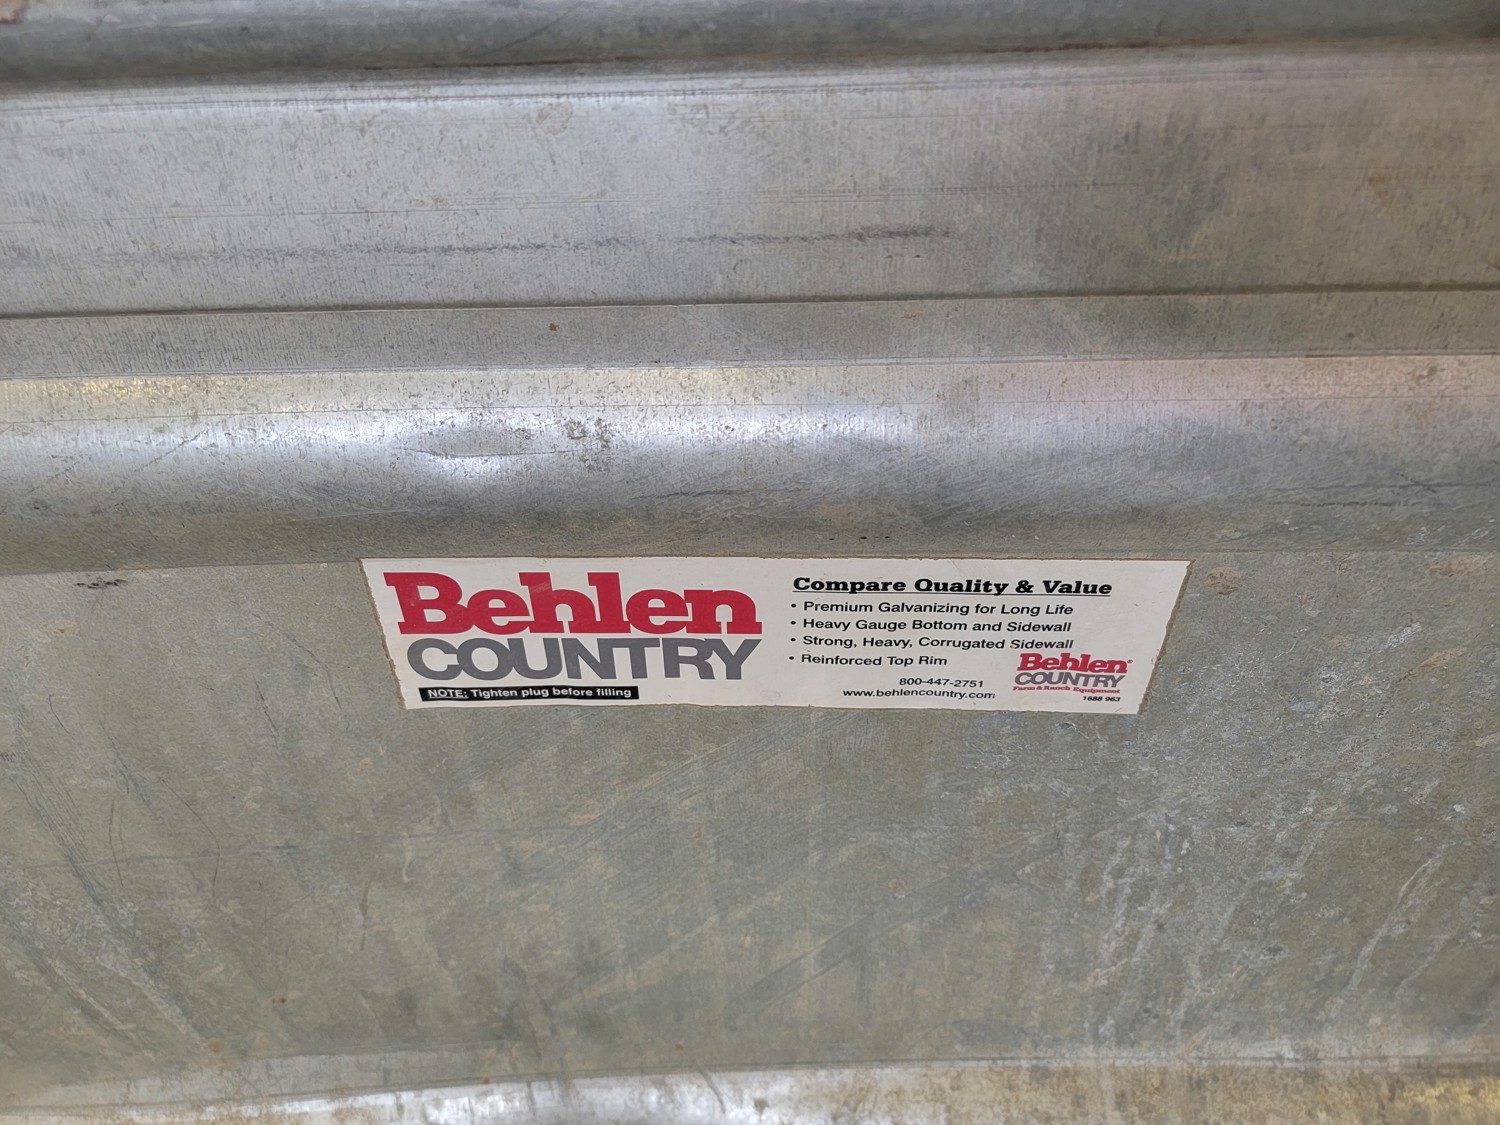 Behlen
COUNTRY
NOTE: Tighten plug before filling
Compare Quality & Value
• Premium Galvanizing for Long Life
• Heavy Gauge Bottom and Sidewall
• Strong, Heavy, Corrugated Sidewall
• Reinforced Top Rim
800-447-2751
www.behlencountry.com
Behlen®
COUNTRY
Farm & Ranch Equipment
1688 963